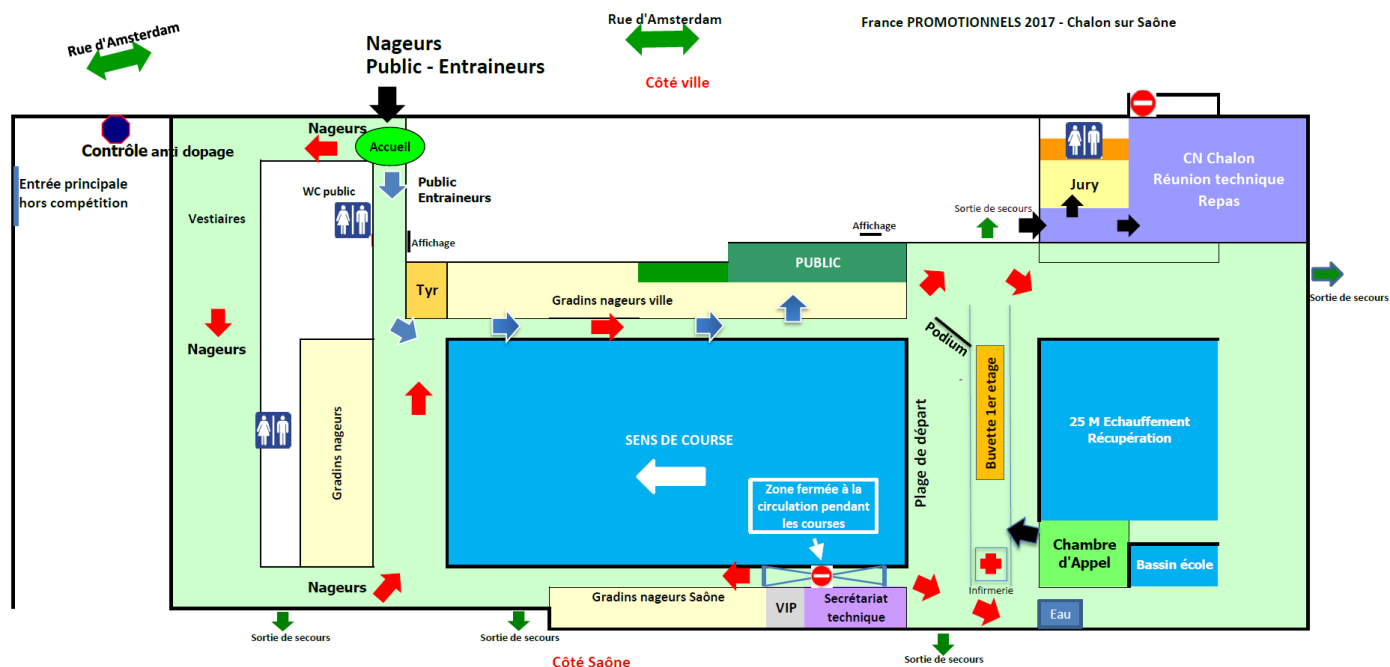 Rue d'Amsterdam
Rue d'Amsterdam
France PROMOTIONNELS 2017 - Chalon sur Saône
Nageurs
Public - Entraineurs
Côté ville
Nageurs
Accueil
Contrôle anti dopage
Entrée principale
hors compétition
WC public
Public
Entraineurs
Vestiaires
Affichage
Affichage
Sortie de secours
Jury
CN Chalon
Réunion technique
Repas
PUBLIC
Tyr
Gradins nageurs ville
Sortie de secours
Nageurs
Podium
Gradins nageurs
SENS DE COURSE
Plage de départ
Buvette 1er etage
25 M Echauffement
Récupération
Zone fermée à la
circulation pendant
les courses
Chambre
d'Appel
Bassin école
Nageurs
Infirmerie
Gradins nageurs Saône
VIP
Secrétariat
technique
Eau
Sortie de secours
Sortie de secours
Sortie de secours
Côté Saône